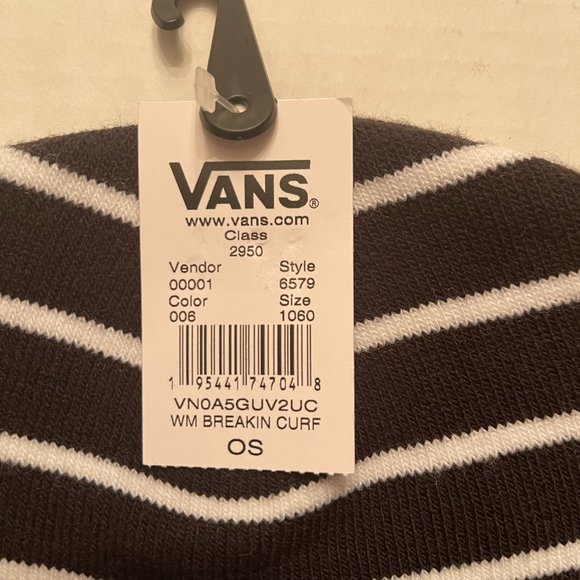 VANS®
www.vans.com
Class
2950
Vendor Style
00001 6579
Color Size
006 1060
1 95441 74704 8
VN0A5GUV2UC
WM BREAKIN CURF
OS